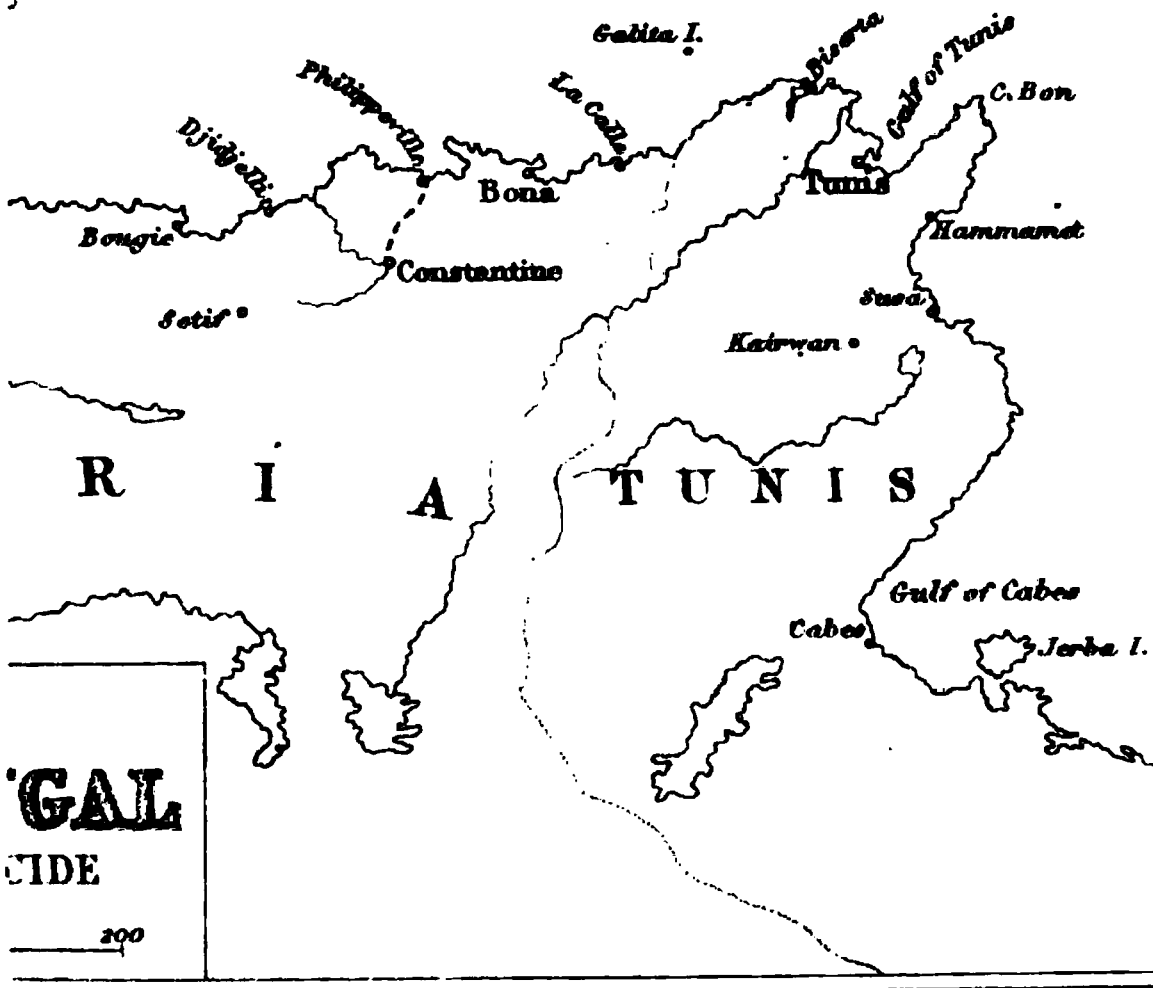 Galita I.
Biserta
Gulf of Tunis
C. Bon
Philippeville
La Calle
Djidjelli
Bona
Tunis
Bougie
Hammamet
Constantine
Setif
Susa
Kairwan
R I A
T U N I S
Gulf of Cabes
Cabes
Jerba I.
GAL
CIDE
200